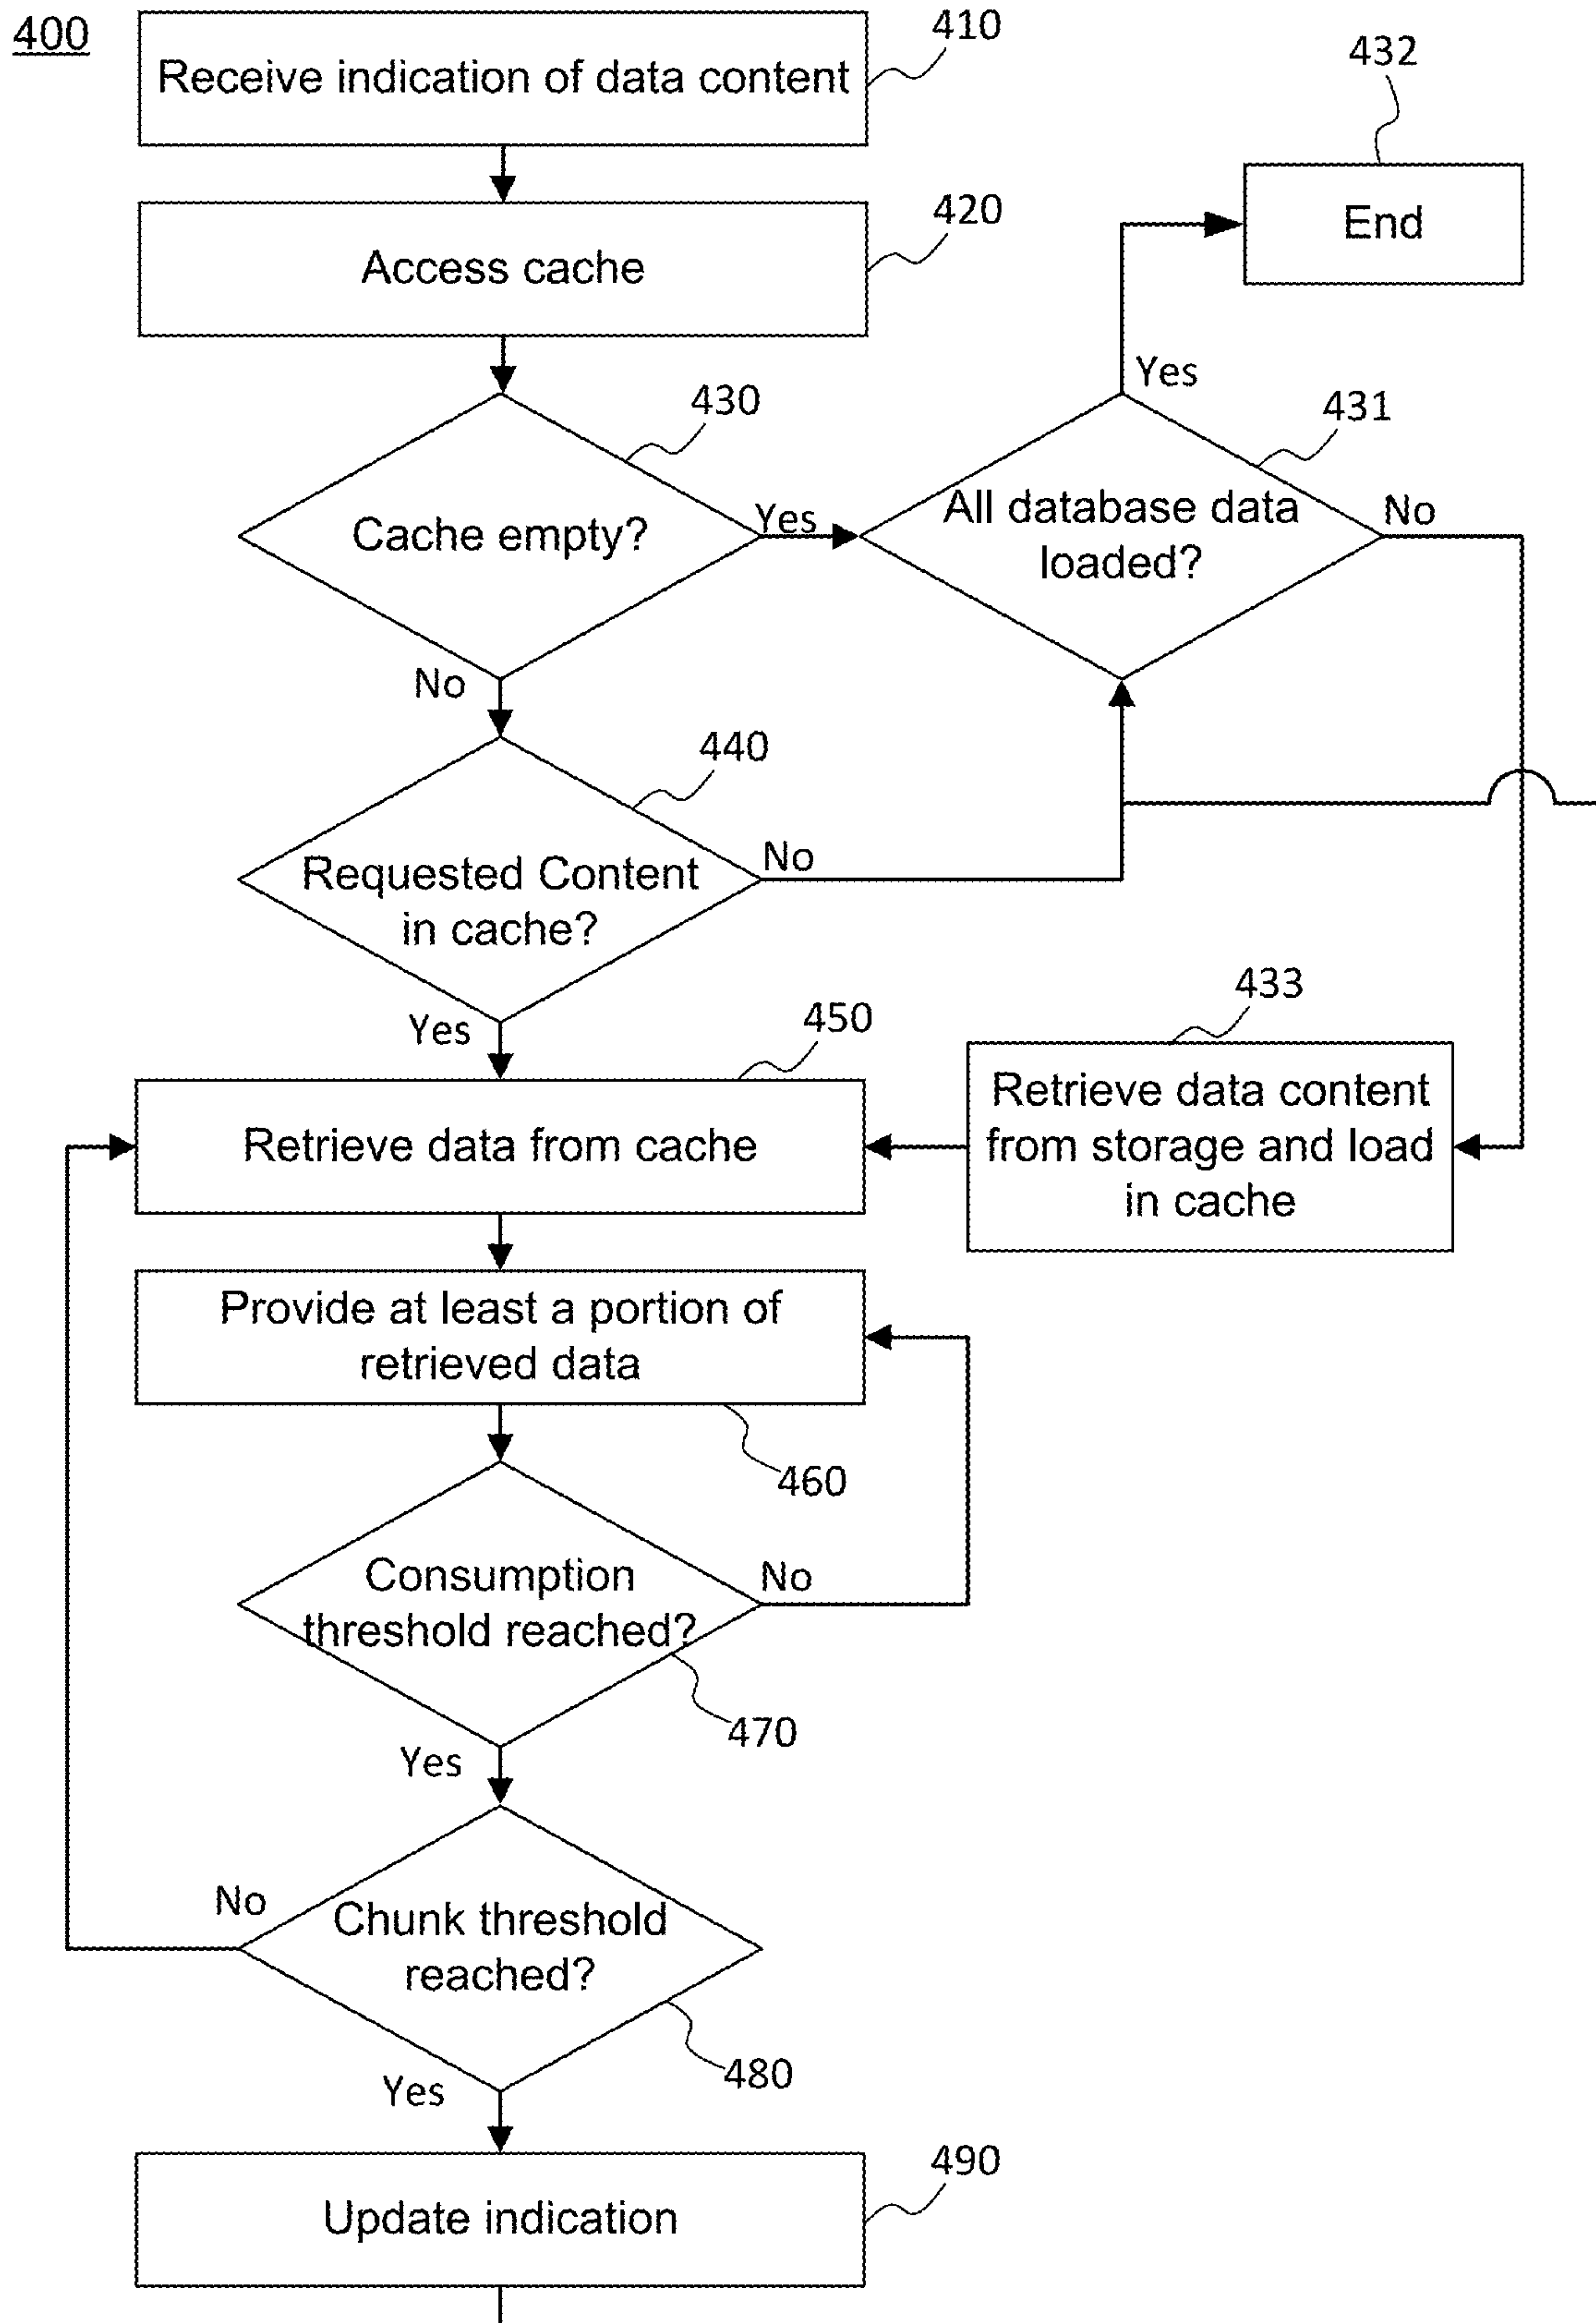 400
410
Receive indication of data content
432
End
420
Access cache
Yes
430
431
Cache empty?
Yes
All database data
loaded?
No
No
440
Requested Content
in cache?
No
Yes
450
433
Retrieve data from cache
Retrieve data content
from storage and load
in cache
Provide at least a portion of
retrieved data
460
Consumption
threshold reached?
No
470
Yes
No
Chunk threshold
reached?
480
Yes
490
Update indication